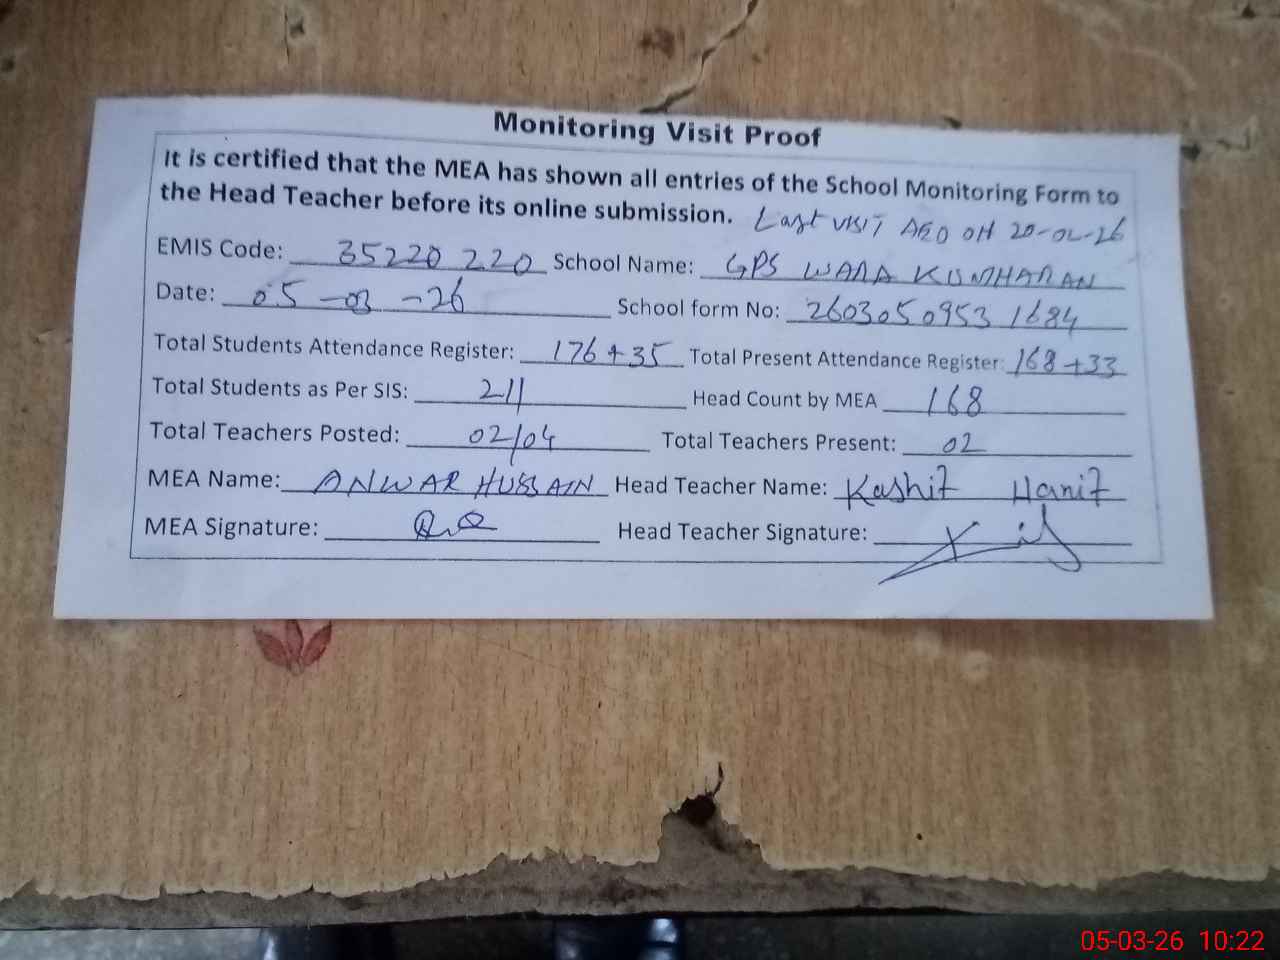 Monitoring Visit Proof
It is certified that the MEA has shown all entries of the School Monitoring Form to
the Head Teacher before its online submission. Last VISIT AEO ON 20-02-26
EMIS Code: 35220 220 School Name: GPS WARA KUMHARAN
Date: 05-03-26 School form No: 2603050953 1684
Total Students Attendance Register: 176+35 Total Present Attendance Register: 168+33
Total Students as Per SIS: 211 Head Count by MEA 168
Total Teachers Posted: 02/04 Total Teachers Present: 02
MEA Name: ANWAR HUSSAIN Head Teacher Name: Kashif Hanif
MEA Signature: Head Teacher Signature:
05-03-26 10:22